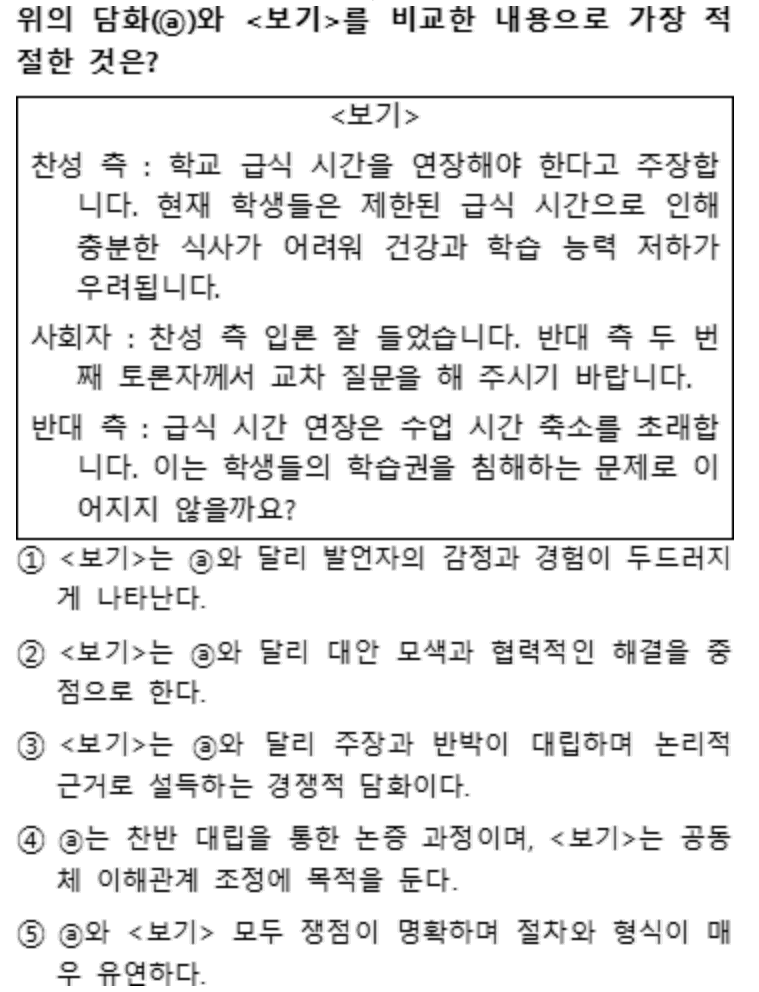 위의 담화(ⓐ)와 <보기>를 비교한 내용으로 가장 적
절한 것은?
<보기>
찬성 측 : 학교 급식 시간을 연장해야 한다고 주장합
니다. 현재 학생들은 제한된 급식 시간으로 인해
충분한 식사가 어려워 건강과 학습 능력 저하가
우려됩니다.
사회자 : 찬성 측 입론 잘 들었습니다. 반대 측 두 번
째 토론자께서 교차 질문을 해 주시기 바랍니다.
반대 측 : 급식 시간 연장은 수업 시간 축소를 초래합
니다. 이는 학생들의 학습권을 침해하는 문제로 이
어지지 않을까요?
① <보기>는 ⓐ와 달리 발언자의 감정과 경험이 두드러지
게 나타난다.
② <보기>는 ⓐ와 달리 대안 모색과 협력적인 해결을 중
점으로 한다.
③ <보기>는 ⓐ와 달리 주장과 반박이 대립하며 논리적
근거로 설득하는 경쟁적 담화이다.
④ ⓐ는 찬반 대립을 통한 논증 과정이며, <보기>는 공동
체 이해관계 조정에 목적을 둔다.
⑤ ⓐ와 <보기> 모두 쟁점이 명확하며 절차와 형식이 매
우 유연하다.